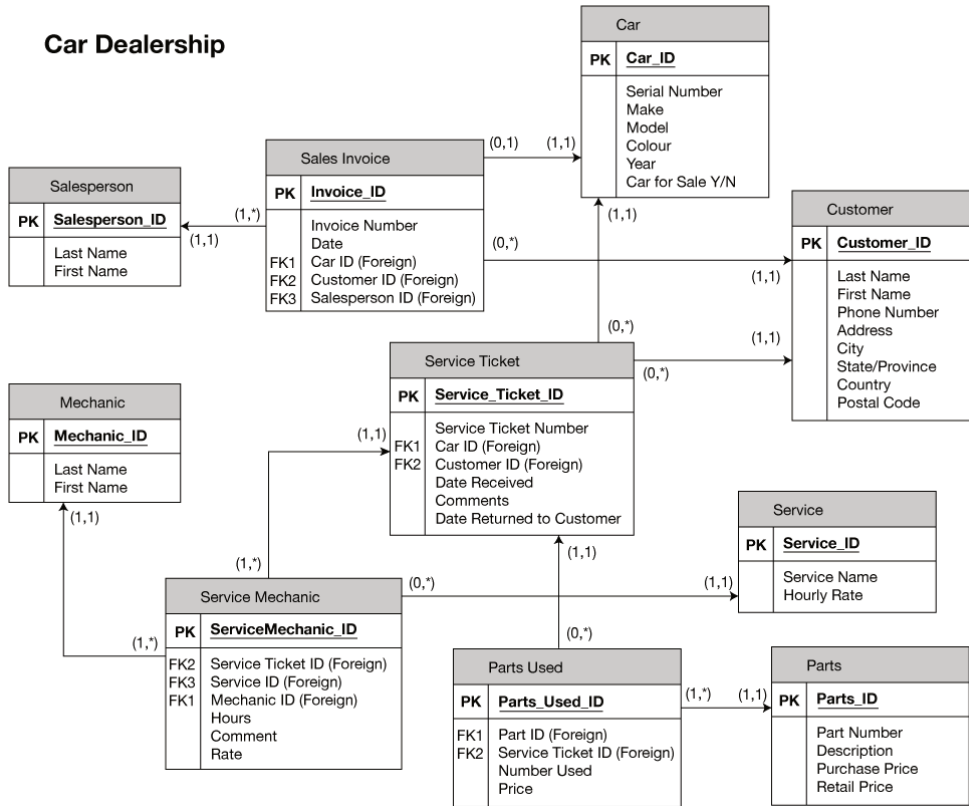 Car Dealership
Car
PK Car_ID
Serial Number
Make
Model
Colour
Year
Car for Sale Y/N
(0,1)
(1,1)
(1,1)
Sales Invoice
PK Invoice_ID
Invoice Number
Date
FK1 Car ID (Foreign)
FK2 Customer ID (Foreign)
FK3 Salesperson ID (Foreign)
Salesperson
PK Salesperson_ID
Last Name
First Name
(1,*)
(1,1)
(0,*)
(1,1)
Customer
PK Customer_ID
Last Name
First Name
Phone Number
Address
City
State/Province
Country
Postal Code
(0,*)
(1,1)
(0,*)
Service Ticket
PK Service_Ticket_ID
Service Ticket Number
FK1 Car ID (Foreign)
FK2 Customer ID (Foreign)
Date Received
Comments
Date Returned to Customer
(1,1)
(1,1)
Mechanic
PK Mechanic_ID
Last Name
First Name
(1,1)
(1,*)
(1,*)
(0,*)
(1,1)
Service
PK Service_ID
Service Name
Hourly Rate
Service Mechanic
PK ServiceMechanic_ID
FK2 Service Ticket ID (Foreign)
FK3 Service ID (Foreign)
FK1 Mechanic ID (Foreign)
Hours
Comment
Rate
(0,*)
Parts Used
PK Parts_Used_ID
FK1 Part ID (Foreign)
FK2 Service Ticket ID (Foreign)
Number Used
Price
(1,*)
(1,1)
Parts
PK Parts_ID
Part Number
Description
Purchase Price
Retail Price